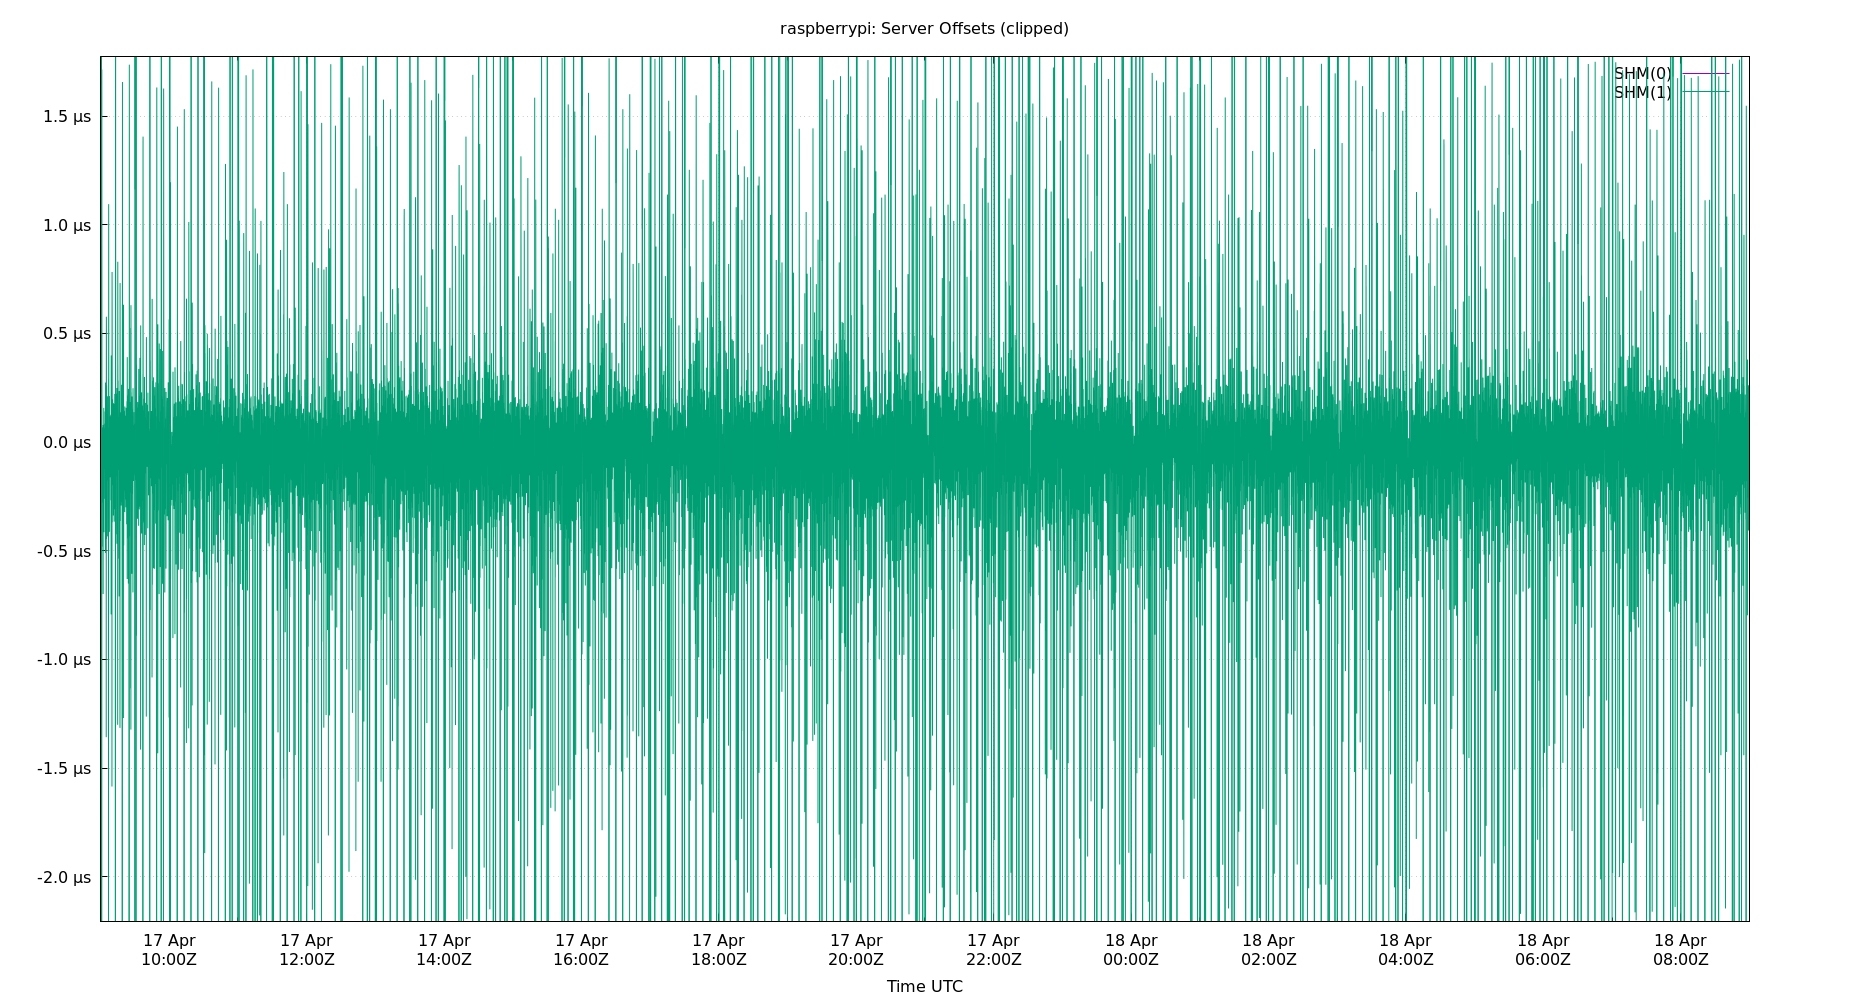 raspberrypi: Server Offsets (clipped)
SHM(0)
SHM(1)
1.5 µs
1.0 µs
0.5 µs
0.0 µs
-0.5 µs
-1.0 µs
-1.5 µs
-2.0 µs
17 Apr 17 Apr 17 Apr 17 Apr 17 Apr 17 Apr 17 Apr 18 Apr 18 Apr 18 Apr 18 Apr 18 Apr
10:00Z 12:00Z 14:00Z 16:00Z 18:00Z 20:00Z 22:00Z 00:00Z 02:00Z 04:00Z 06:00Z 08:00Z
Time UTC